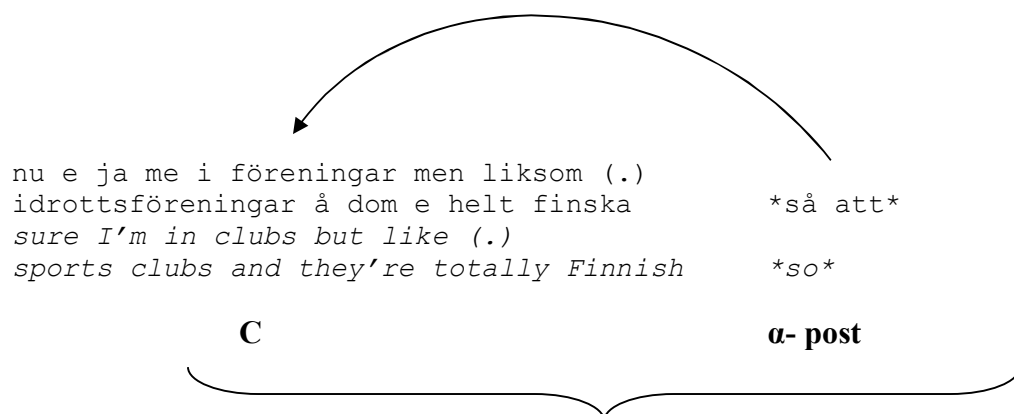 nu e ja me i föreningar men liksom (.)
idrottsföreningar å dom e helt finska *så att*
sure I'm in clubs but like (.)
sports clubs and they're totally Finnish *so*
C α- post